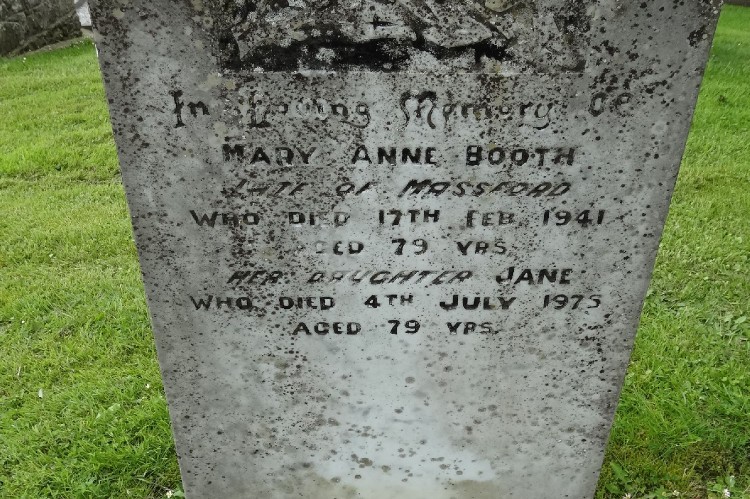 In Loving Memory Of
MARY ANNE BOOTH
LATE OF MASSFORD
WHO DIED 17TH FEB. 1941
AGED 79 YRS.
HER DAUGHTER JANE
WHO DIED 4TH JULY 1975
AGED 79 YRS.